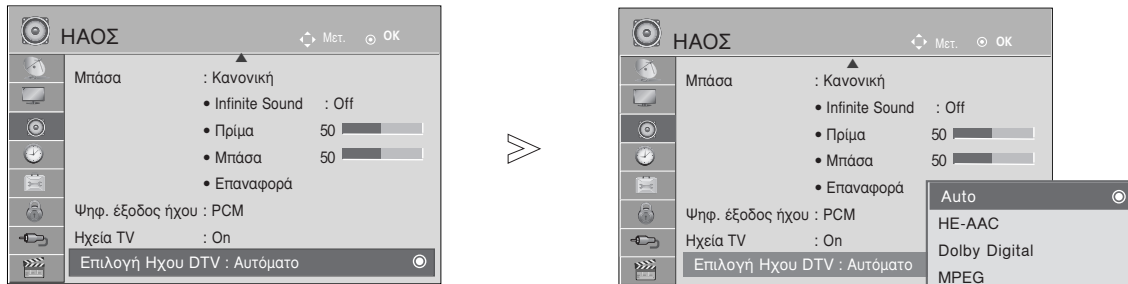 ΗΑΟΣ Μετ. OK
Μπάσα : Κανονική
• Infinite Sound : Off
• Πρίμα 50
• Μπάσα 50
• Επαναφορά
Ψηφ. έξοδος ήχου : PCM
Ηχεία TV : On
Επιλογή Ηχου DTV : Αυτόματο
ΗΑΟΣ Μετ. OK
Μπάσα : Κανονική
• Infinite Sound : Off
• Πρίμα 50
• Μπάσα 50
• Επαναφορά
Ψηφ. έξοδος ήχου : PCM
Ηχεία TV : On
Επιλογή Ηχου DTV : Αυτόματο
Auto
HE-AAC
Dolby Digital
MPEG